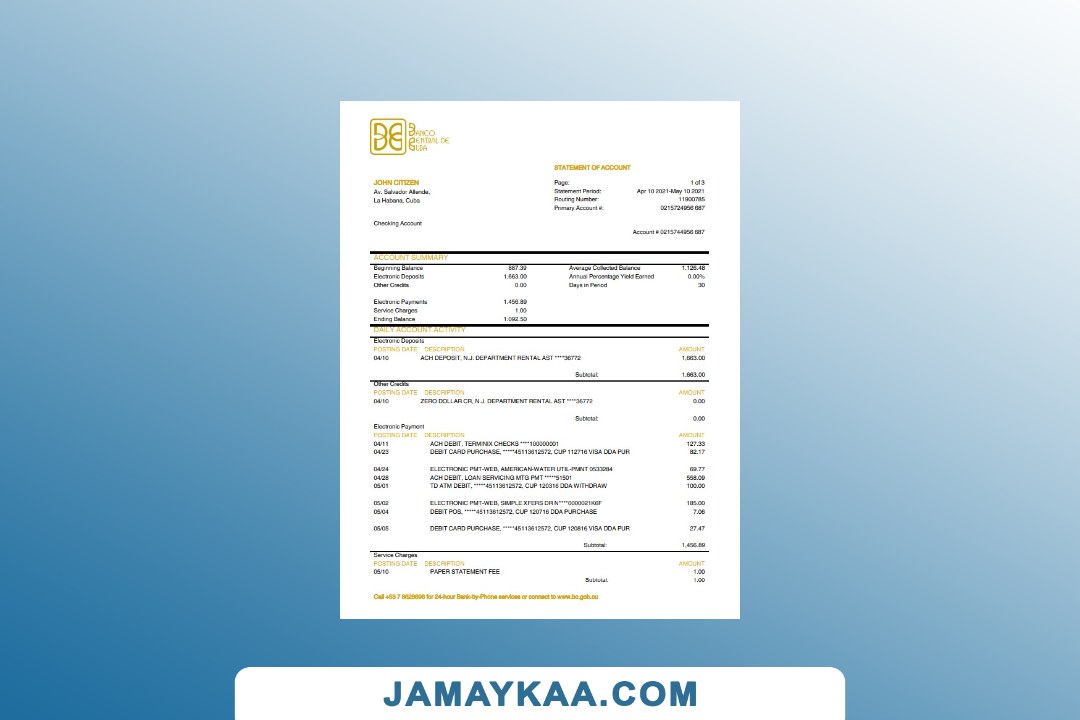 BANCO
CENTRAL DE
CUBA
STATEMENT OF ACCOUNT
JOHN CITIZEN
Av. Salvador Allende,
La Habana, Cuba
Page: 1 of 3
Statement Period: Apr 10 2021-May 10 2021
Routing Number: 11900785
Primary Account #: 0215724956 687
Checking Account
Account # 0215744956 687
ACCOUNT SUMMARY
Beginning Balance 887.39 Average Collected Balance 1,126.48
Electronic Deposits 1,663.00 Annual Percentage Yield Earned 0.00%
Other Credits 0.00 Days in Period 30
Electronic Payments 1,456.89
Service Charges 1.00
Ending Balance 1.092.50
DAILY ACCOUNT ACTIVITY
Electronic Deposits
POSTING DATE DESCRIPTION AMOUNT
04/10 ACH DEPOSIT, N.J. DEPARTMENT RENTAL AST ****36772 1,663.00
Subtotal: 1,663.00
Other Credits
POSTING DATE DESCRIPTION AMOUNT
04/10 ZERO DOLLAR CR, N.J. DEPARTMENT RENTAL AST ****36772 0.00
Subtotal: 0.00
Electronic Payment
POSTING DATE DESCRIPTION AMOUNT
04/11 ACH DEBIT, TERMINIX CHECKS ****100000001 127.33
04/23 DEBIT CARD PURCHASE, *****45113612572, CUP 112716 VISA DDA PUR 82.17
04/24 ELECTRONIC PMT-WEB, AMERICAN-WATER UTIL-PMNT 0533284 69.77
04/28 ACH DEBIT, LOAN SERVICING MTG PMT *****51501 558.09
05/01 TD ATM DEBIT, *****45113612572, CUP 120316 DDA WITHDRAW 100.00
05/02 ELECTRONIC PMT-WEB, SIMPLE XFERS DR N****0000021K6F 185.00
05/04 DEBIT POS, *****45113612572, CUP 120716 DDA PURCHASE 7.06
05/05 DEBIT CARD PURCHASE, *****45113612572, CUP 120816 VISA DDA PUR 27.47
Subtotal: 1,456.89
Service Charges
POSTING DATE DESCRIPTION AMOUNT
05/10 PAPER STATEMENT FEE 1.00
Subtotal: 1.00
Call +53 7 8628896 for 24-hour Bank-by-Phone services or connect to www.bc.gob.cu
JAMAYKAA.COM